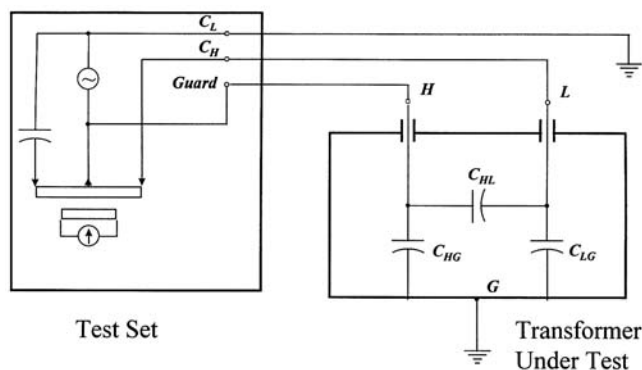 C_L
C_H
Guard
H
L
C_HL
C_HG
C_LG
G
Test Set
Transformer
Under Test